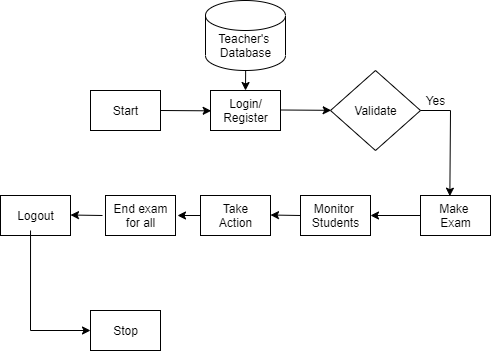 Teacher's
Database
Start
Login/
Register
Validate
Yes
Logout
End exam
for all
Take
Action
Monitor
Students
Make
Exam
Stop